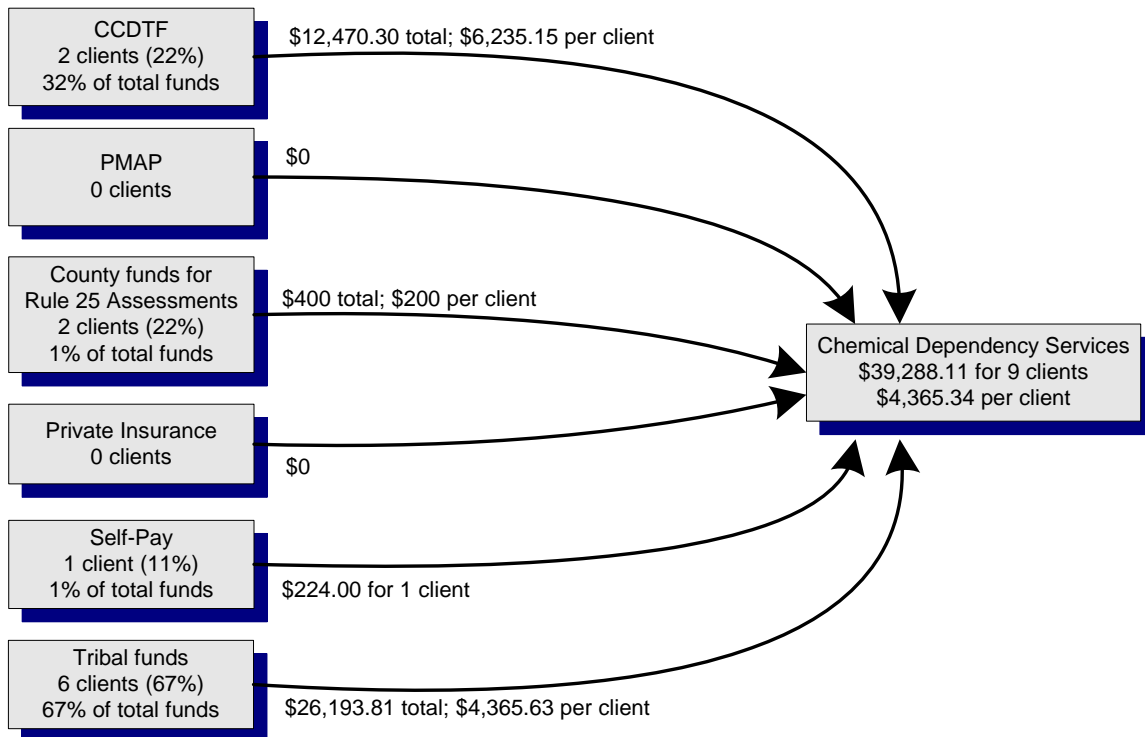 CCDTF
2 clients (22%)
32% of total funds
$12,470.30 total; $6,235.15 per client
PMAP
0 clients
$0
County funds for
Rule 25 Assessments
2 clients (22%)
1% of total funds
$400 total; $200 per client
Private Insurance
0 clients
$0
Self-Pay
1 client (11%)
1% of total funds
$224.00 for 1 client
Tribal funds
6 clients (67%)
67% of total funds
$26,193.81 total; $4,365.63 per client
Chemical Dependency Services
$39,288.11 for 9 clients
$4,365.34 per client